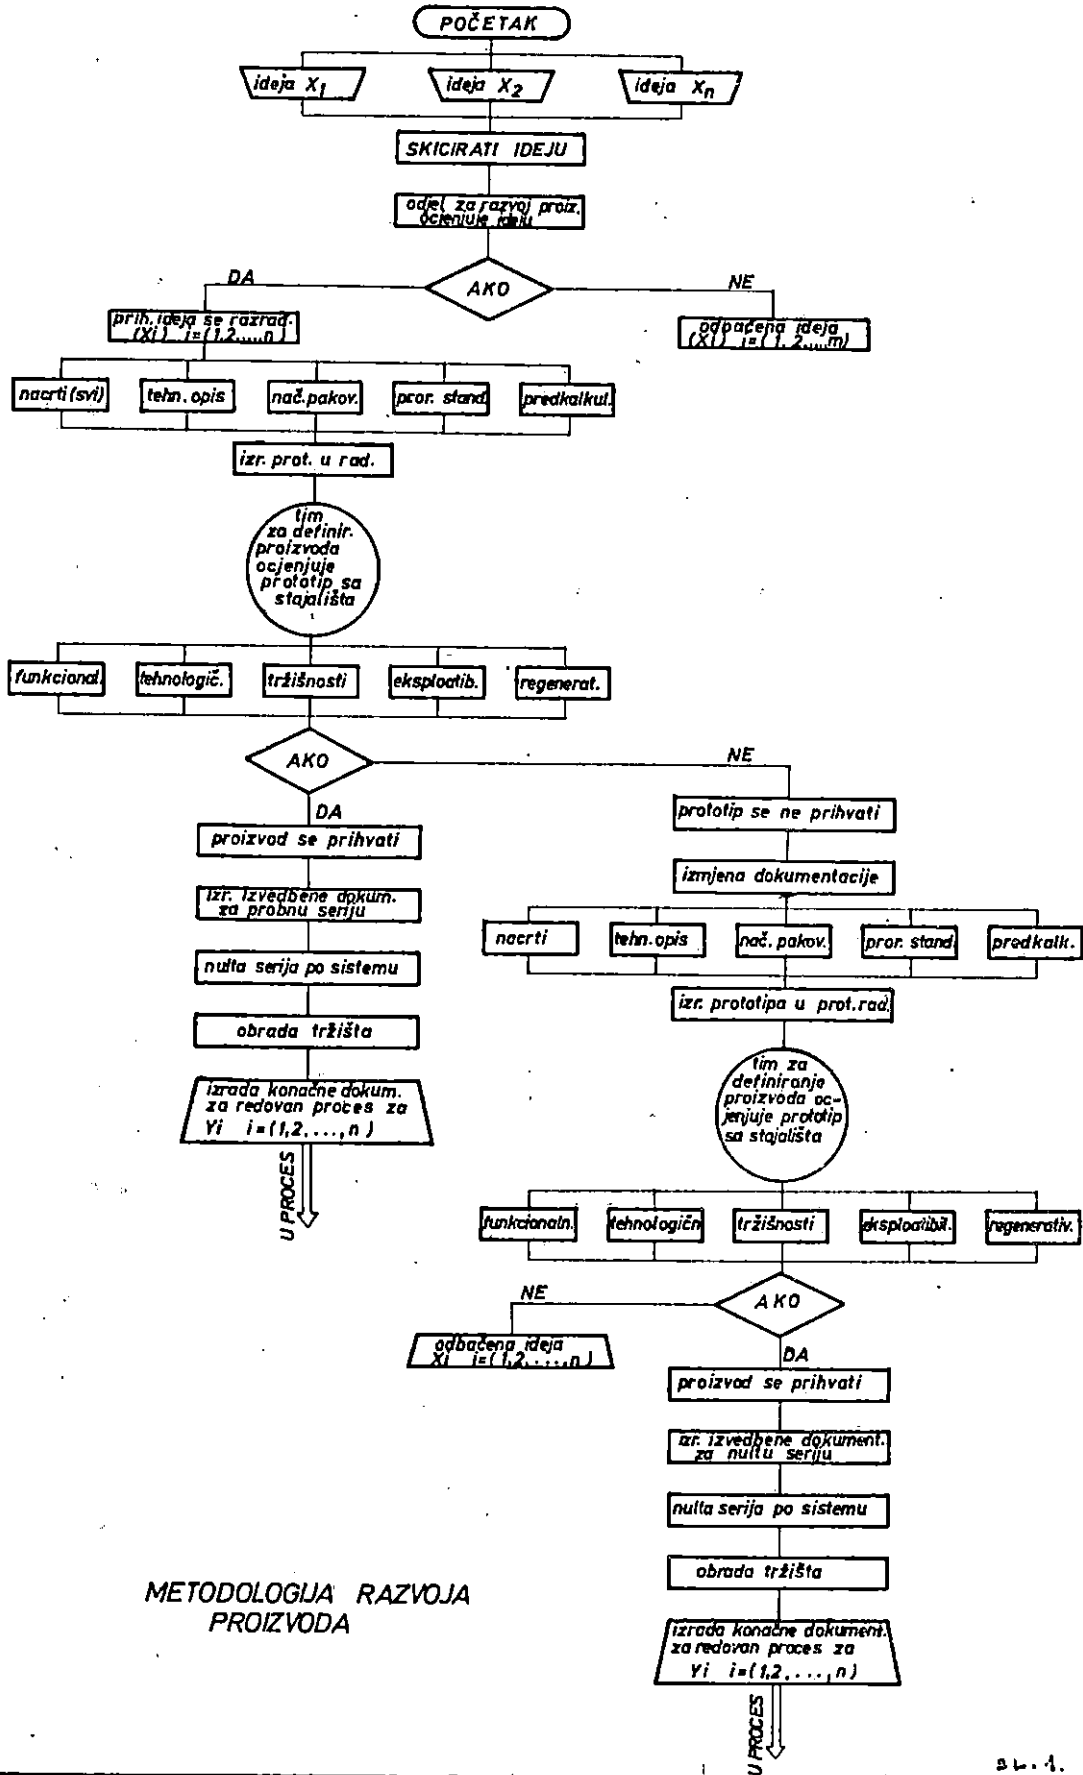 POČETAK
ideja X1
ideja X2
ideja Xn
SKICIRATI IDEJU
odjel za razvoj proiz.
ocjenjuje ideju
AKO
DA
NE
prih. ideja se razrad.
(Xi) i=(1,2,...,n)
odbačena ideja
(Xi) i=(1,2,...,m)
nacrti (svi)
tehn. opis
nač. pakov.
pror. stand.
predkalkul.
izr. prot. u rad.
tim
za definir.
proizvoda
ocjenjuje
prototip sa
stajališta
funkcional.
tehnologič.
tržišnosti
eksploatib.
regenerat.
AKO
NE
DA
proizvod se prihvati
izr. izvedbene dokum.
za probnu seriju
nulta serija po sistemu
obrada tržišta
izrada konačne dokum.
za redovan proces za
Yi i=(1,2,...,n)
U PROCES
prototip se ne prihvati
izmjena dokumentacije
nacrti
tehn. opis
nač. pakov.
pror. stand.
predkalk.
izr. prototipa u prot.rad.
tim za
definiranje
proizvoda oc-
jenjuje prototip
sa stajališta
funkcionaln.
tehnologičn
tržišnosti
eksploatibil.
regenerativ.
AKO
NE
DA
odbačena ideja
Xi i=(1,2,...,n)
proizvod se prihvati
izr. izvedbene dokument.
za nultu seriju
nulta serija po sistemu
obrada tržišta
izrada konačne dokument.
za redovan proces za
Yi i=(1,2,...,n)
U PROCES
METODOLOGIJA RAZVOJA
PROIZVODA
SL. 1.